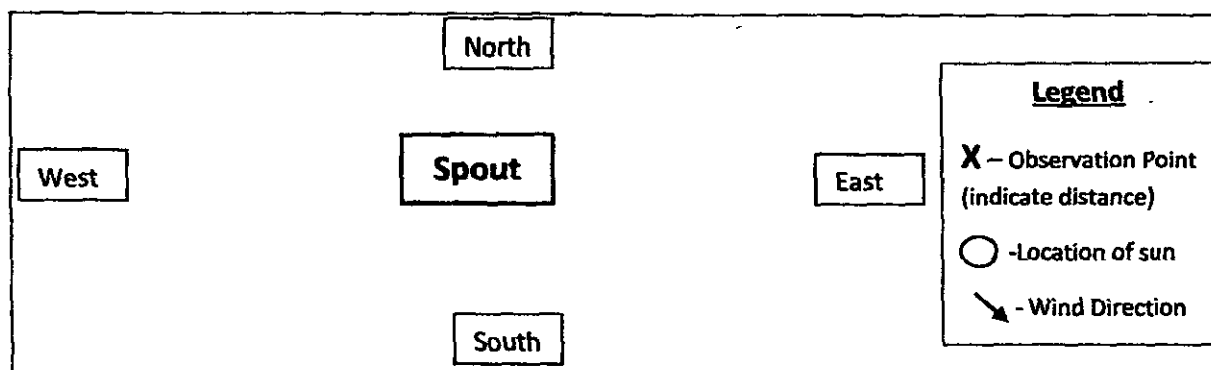 North
Legend
West
Spout
East
X – Observation Point
(indicate distance)
-Location of sun
- Wind Direction
South